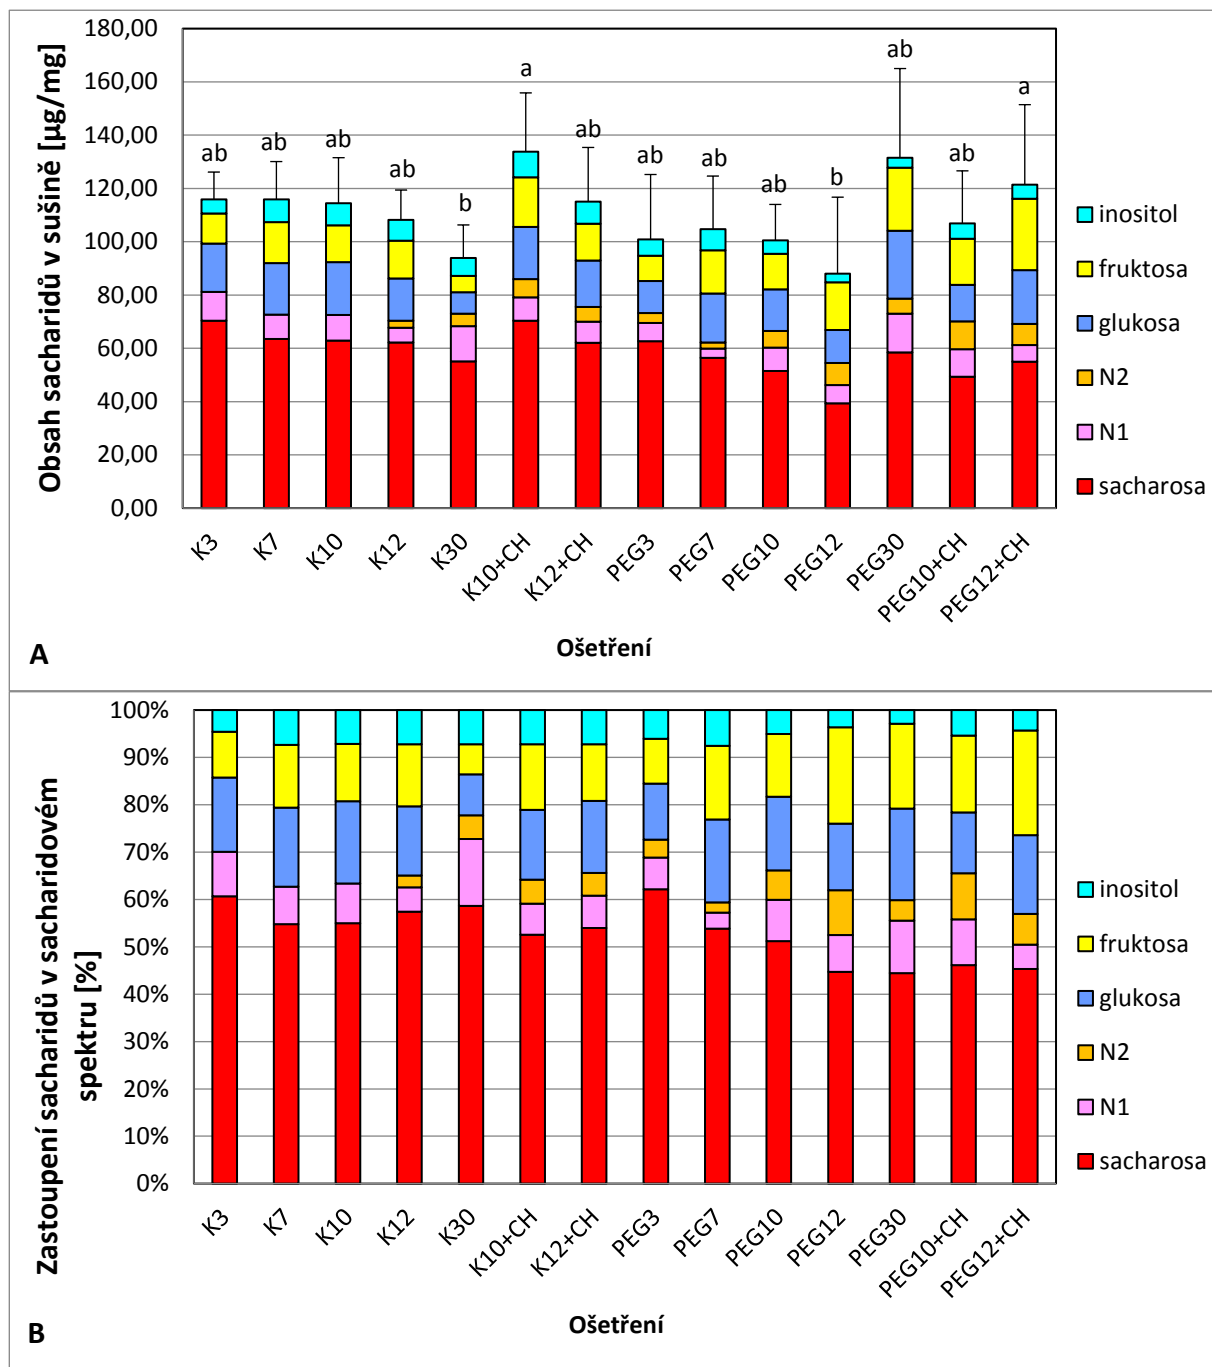 Obsah sacharidů v sušině [µg/mg]
180,00
160,00
140,00
120,00
100,00
80,00
60,00
40,00
20,00
0,00
ab ab ab ab b a ab ab ab ab b ab ab a
K3 K7 K10 K12 K30 K10+CH K12+CH PEG3 PEG7 PEG10 PEG12 PEG30 PEG10+CH PEG12+CH
Ošetření
A
inositol
fruktosa
glukosa
N2
N1
sacharosa
Zastoupení sacharidů v sacharidovém
spektru [%]
100%
90%
80%
70%
60%
50%
40%
30%
20%
10%
0%
K3 K7 K10 K12 K30 K10+CH K12+CH PEG3 PEG7 PEG10 PEG12 PEG30 PEG10+CH PEG12+CH
Ošetření
B
inositol
fruktosa
glukosa
N2
N1
sacharosa